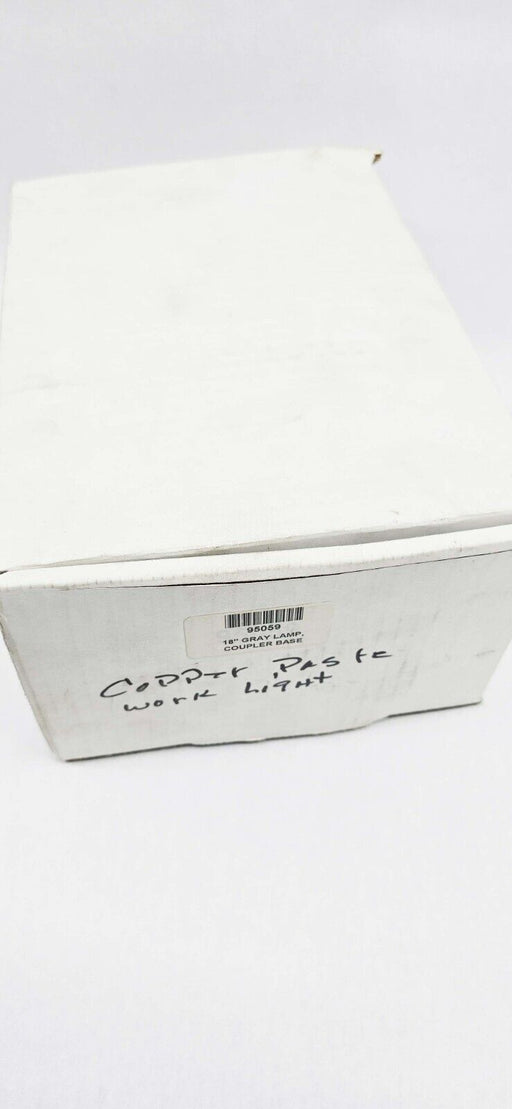 95059
18" GRAY LAMP,
COUPLER BASE
Copper Paste
work Light